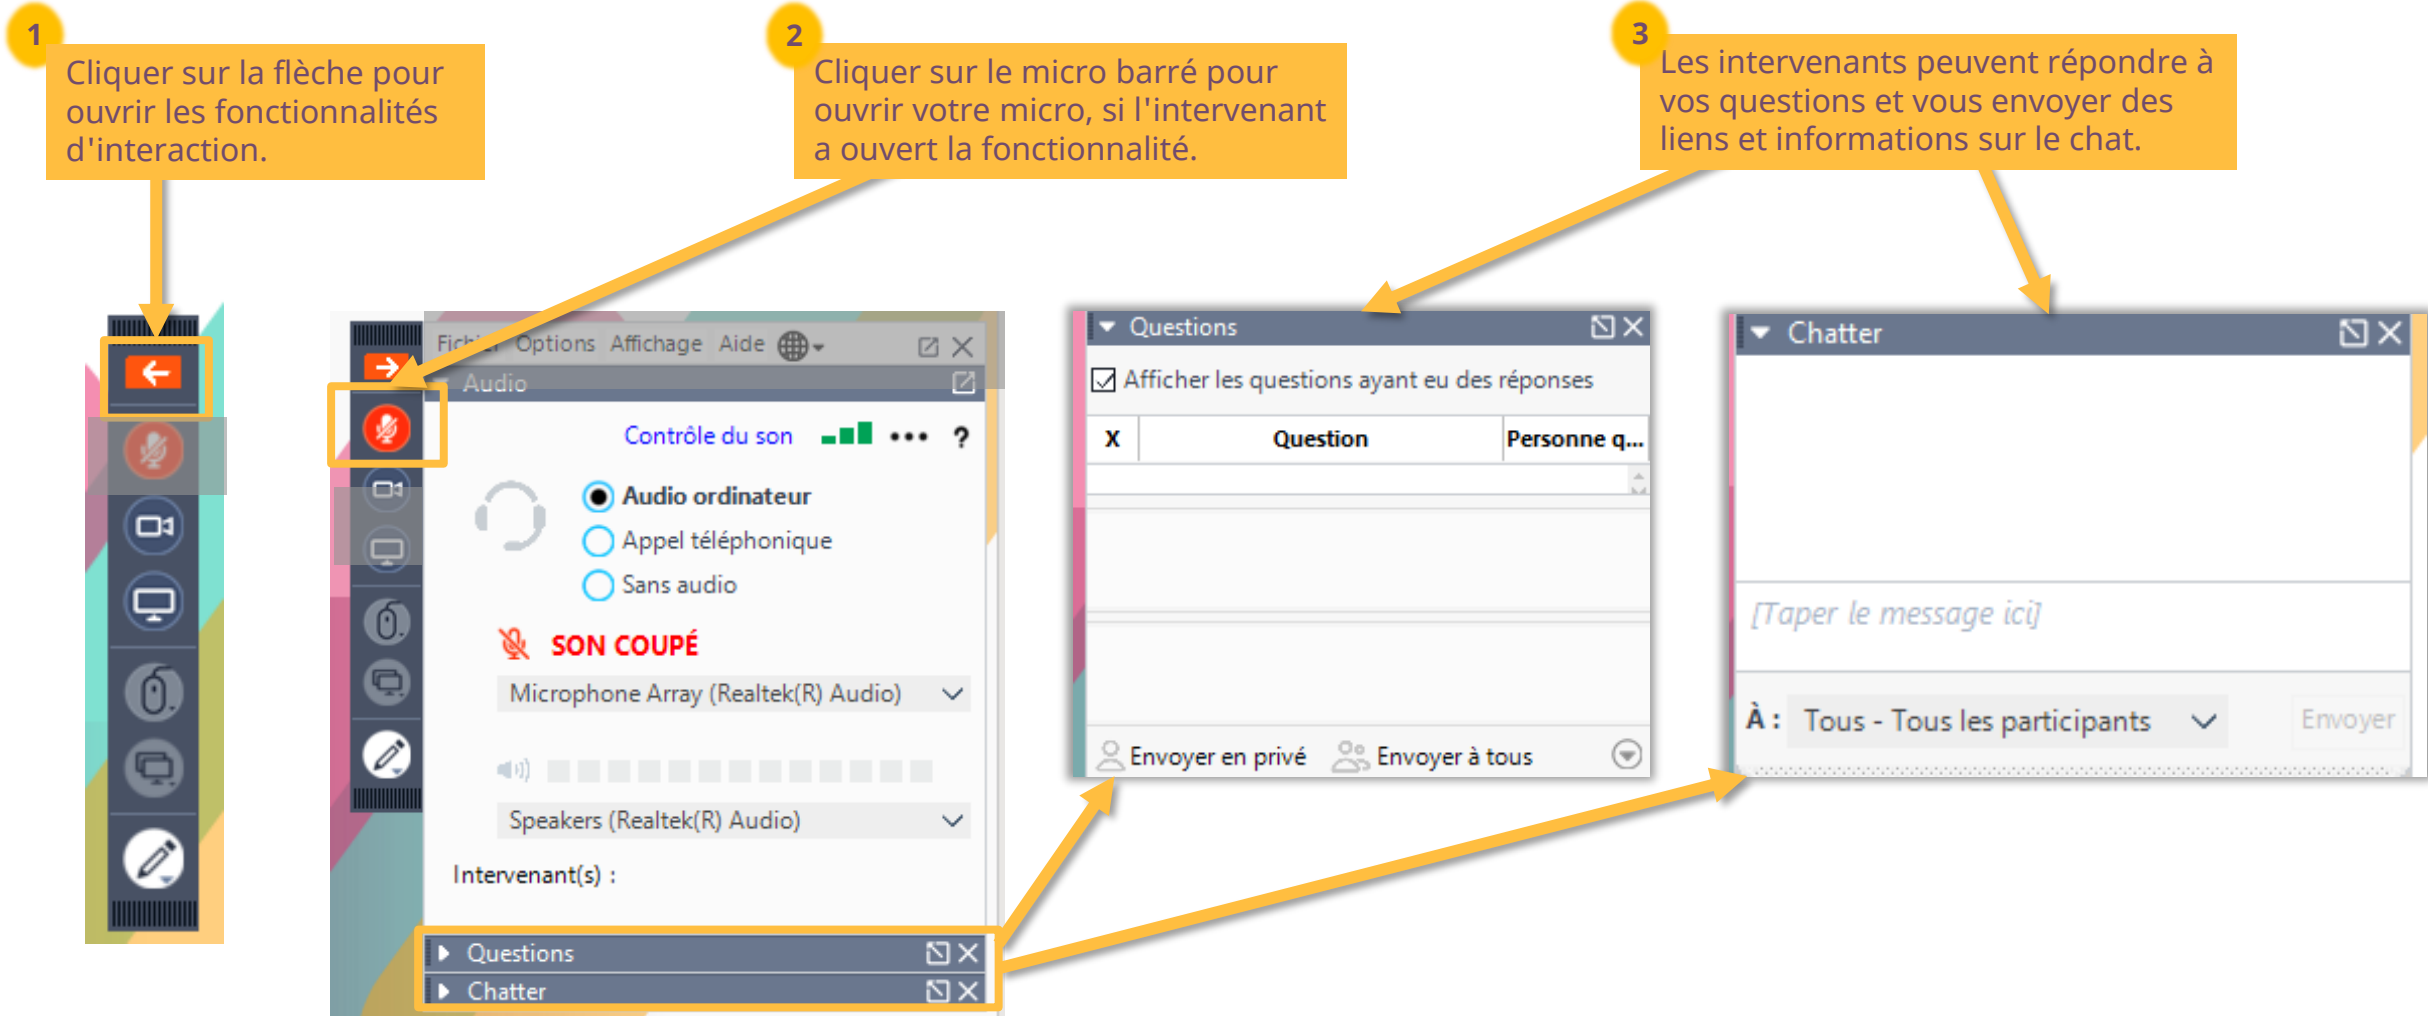 1
Cliquer sur la flèche pour
ouvrir les fonctionnalités
d'interaction.
2
Cliquer sur le micro barré pour
ouvrir votre micro, si l'intervenant
a ouvert la fonctionnalité.
3
Les intervenants peuvent répondre à
vos questions et vous envoyer des
liens et informations sur le chat.
Fichier Options Affichage Aide
Audio
Contrôle du son ?
Audio ordinateur
Appel téléphonique
Sans audio
SON COUPÉ
Microphone Array (Realtek(R) Audio)
Speakers (Realtek(R) Audio)
Intervenant(s) :
Questions
Chatter
Questions
Afficher les questions ayant eu des réponses
X Question Personne q...
Envoyer en privé Envoyer à tous
Chatter
[Taper le message ici]
À : Tous - Tous les participants Envoyer